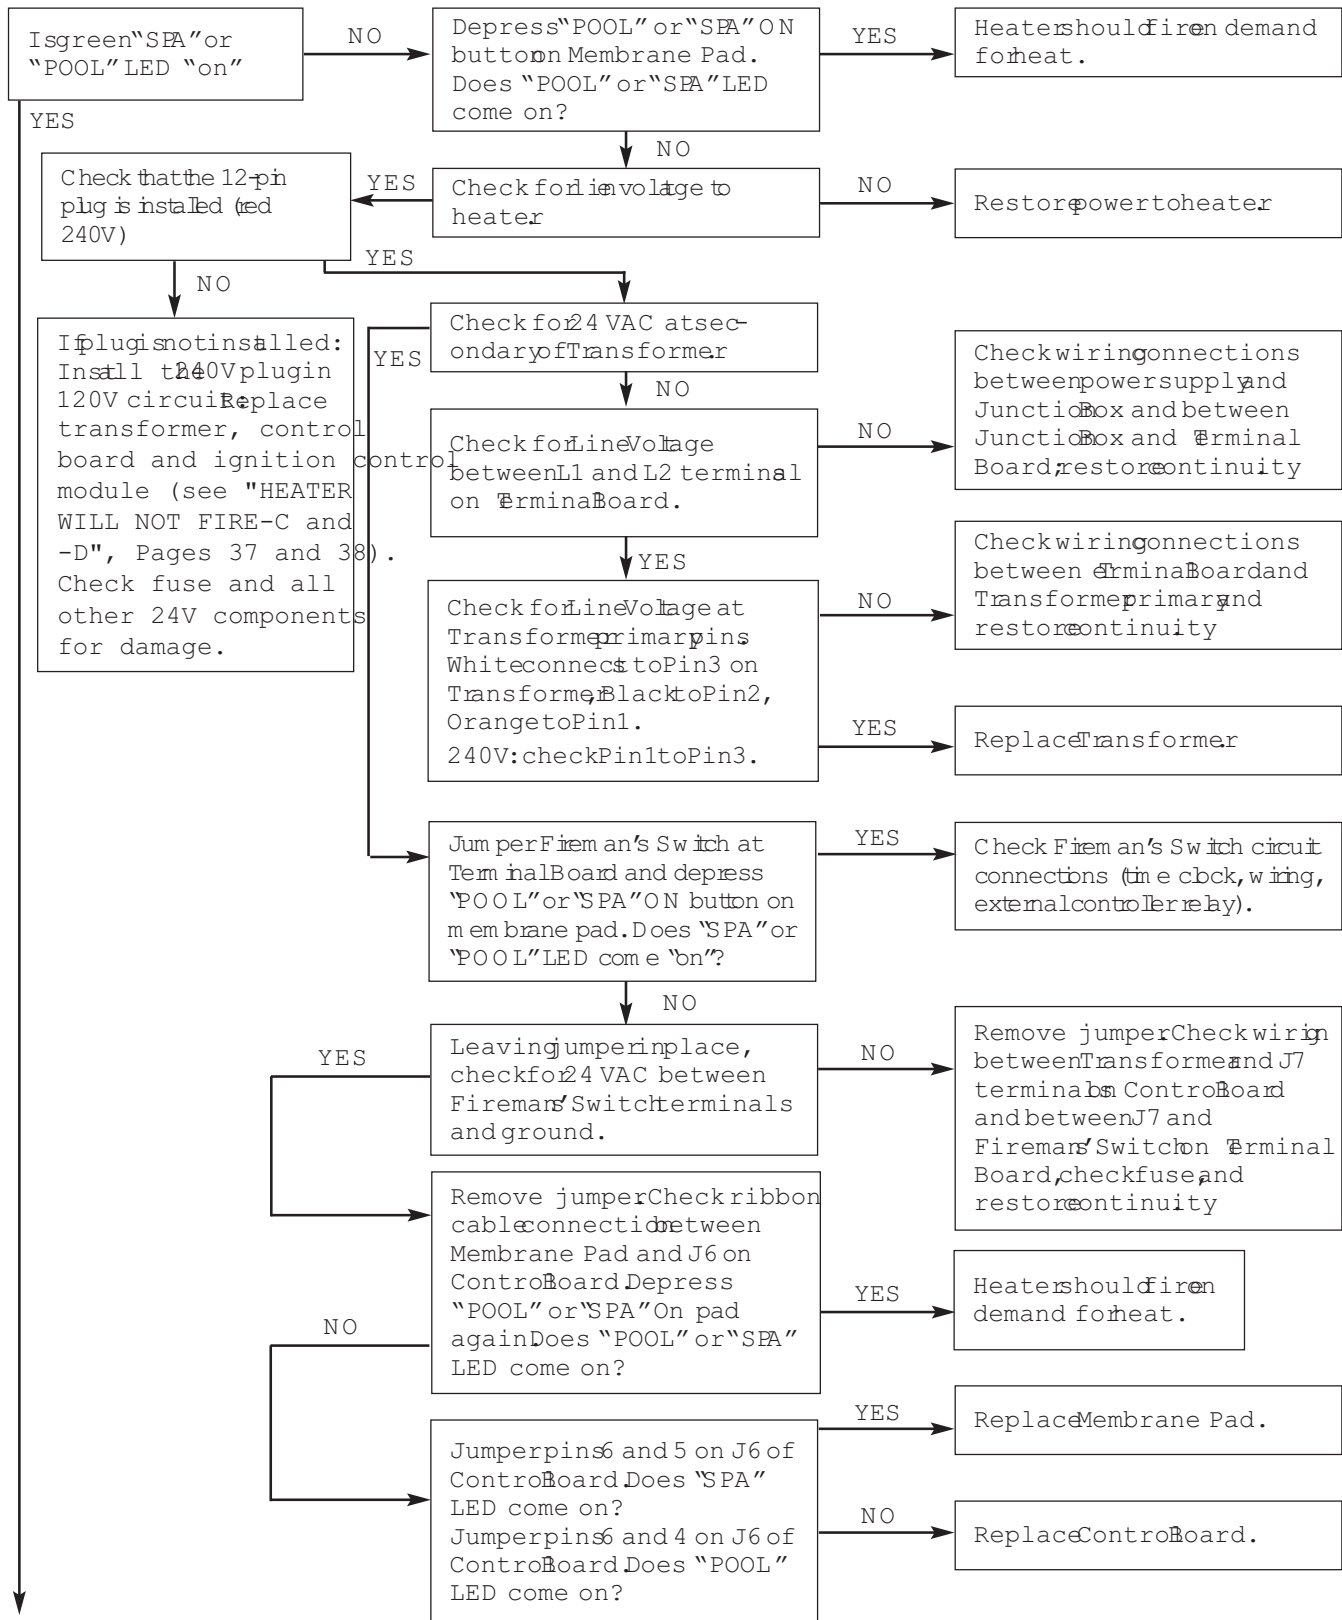 Is green “SPA” or
“POOL” LED “on”
NO
Depress “POOL” or “SPA” ON
button on Membrane Pad.
Does “POOL” or “SPA” LED
come on?
YES
Heater should fire on demand
for heat.
YES
NO
Check that the 12-pin
plug is installed (red
240V)
YES
Check for line voltage to
heater.
NO
Restore power to heater.
YES
NO
If plug is not installed:
Install the 240V plug in
120V circuit: Replace
transformer, control
board and ignition control
module (see "HEATER
WILL NOT FIRE-C and
-D", Pages 37 and 38).
Check fuse and all
other 24V components
for damage.
YES
Check for 24 VAC at sec-
ondary of Transformer.
NO
Check for Line Voltage
between L1 and L2 terminals
on Terminal Board.
NO
Check wiring connections
between power supply and
Junction Box and between
Junction Box and Terminal
Board; restore continuity.
YES
Check for Line Voltage at
Transformer primary pins.
White connects to Pin 3 on
Transformer, Black to Pin 2,
Orange to Pin 1.
240V: check Pin 1 to Pin 3.
NO
Check wiring connections
between Terminal Board and
Transformer primary and
restore continuity.
YES
Replace Transformer.
Jumper Fireman’s Switch at
Terminal Board and depress
“POOL” or “SPA” ON button on
membrane pad. Does “SPA” or
“POOL” LED come “on”?
YES
Check Fireman’s Switch circuit
connections (time clock, wiring,
external controller relay).
NO
YES
Leaving jumper in place,
check for 24 VAC between
Fireman’s Switch terminals
and ground.
NO
Remove jumper. Check wiring
between Transformer and J7
terminals on Control Board
and between J7 and
Fireman’s Switch on Terminal
Board, check fuse, and
restore continuity.
Remove jumper. Check ribbon
cable connection between
Membrane Pad and J6 on
Control Board. Depress
“POOL” or “SPA” On pad
again. Does “POOL” or “SPA”
LED come on?
YES
Heater should fire on
demand for heat.
NO
Jumper pins 6 and 5 on J6 of
Control Board. Does “SPA”
LED come on?
Jumper pins 6 and 4 on J6 of
Control Board. Does “POOL”
LED come on?
YES
Replace Membrane Pad.
NO
Replace Control Board.